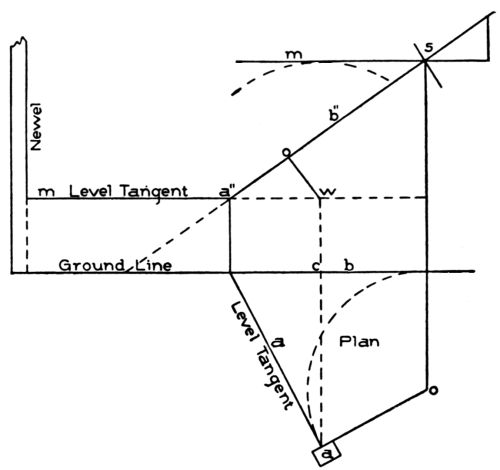 m
s
b"
Newel
o
m Level Tangent a" w
Ground Line c b
Level Tangent
a
Plan
o
a